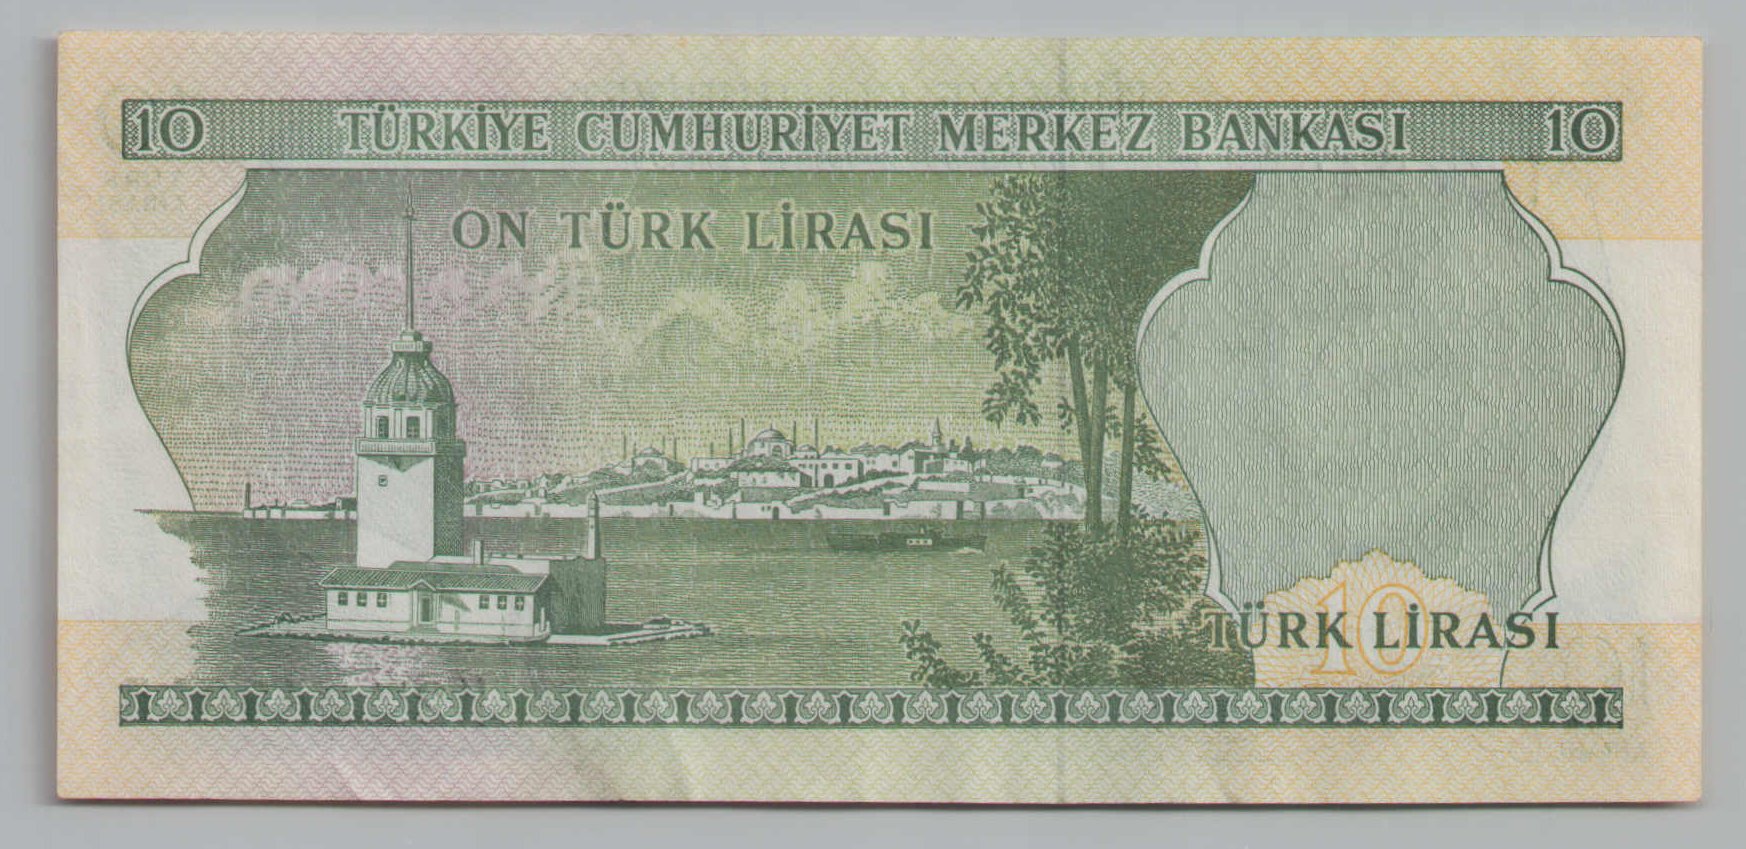 10 TÜRKİYE CUMHURİYET MERKEZ BANKASI 10
ON TÜRK LİRASI
10
TÜRK LİRASI